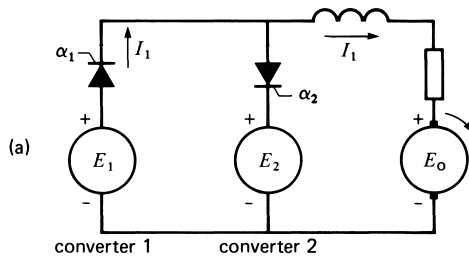 α1 I1 I1
α2
(a)
+ + +
E1 E2 Eo
− − −
converter 1 converter 2